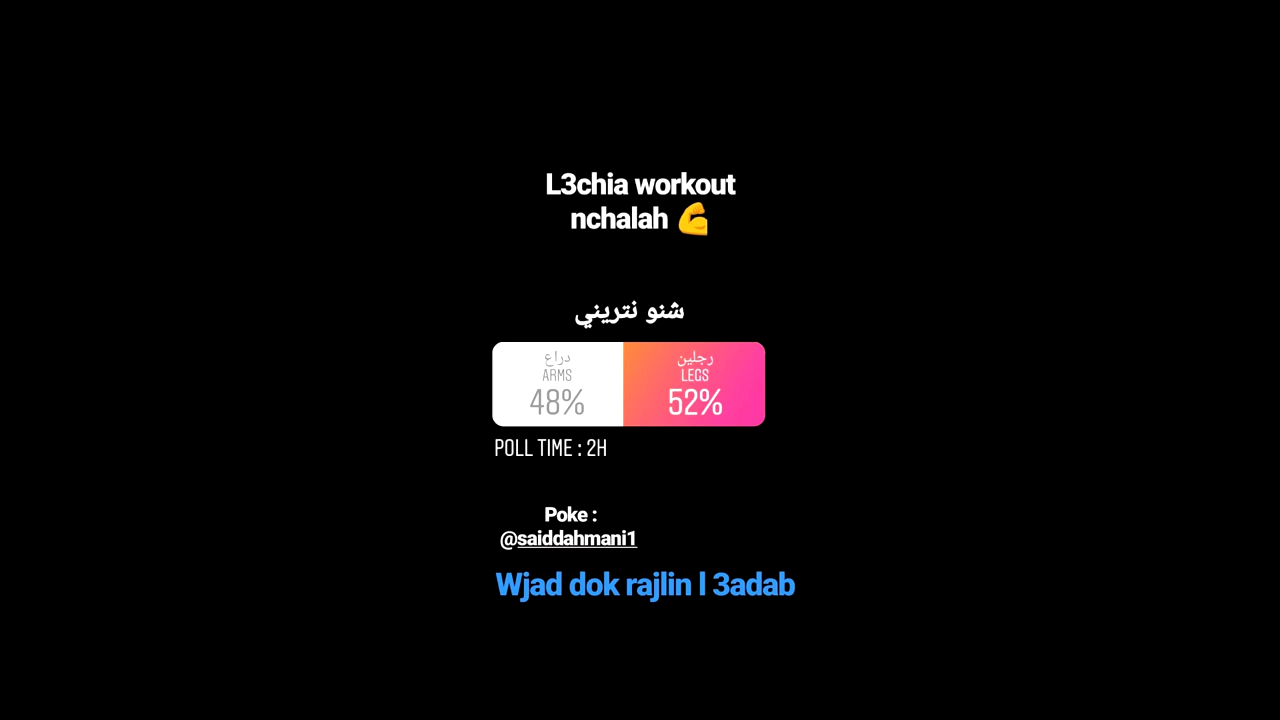 L3chia workout
nchalah 💪
شنو نتريني
دراع
ARMS
48%
رجلين
LEGS
52%
POLL TIME : 2H
Poke :
@saiddahmani1
Wjad dok rajlin l 3adab